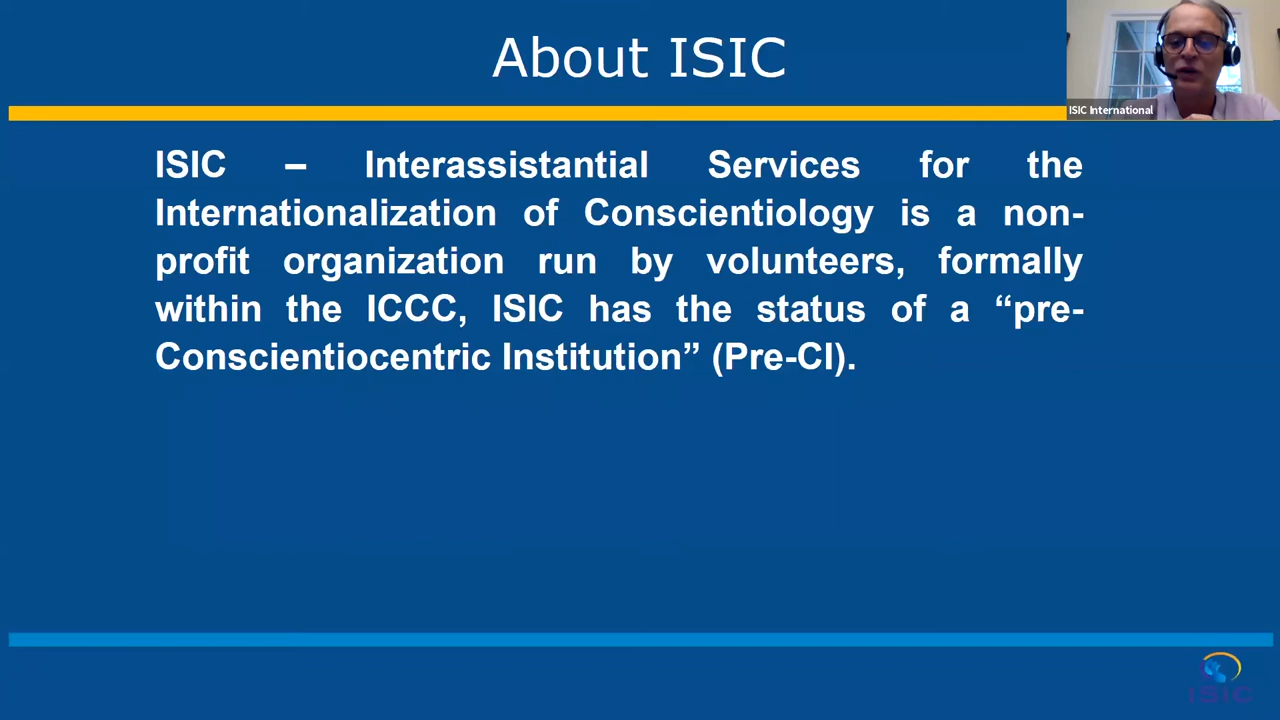 About ISIC
ISIC International
ISIC – Interassistantial Services for the
Internationalization of Conscientiology is a non-
profit organization run by volunteers, formally
within the ICCC, ISIC has the status of a “pre-
Conscientiocentric Institution” (Pre-CI).
ISIC